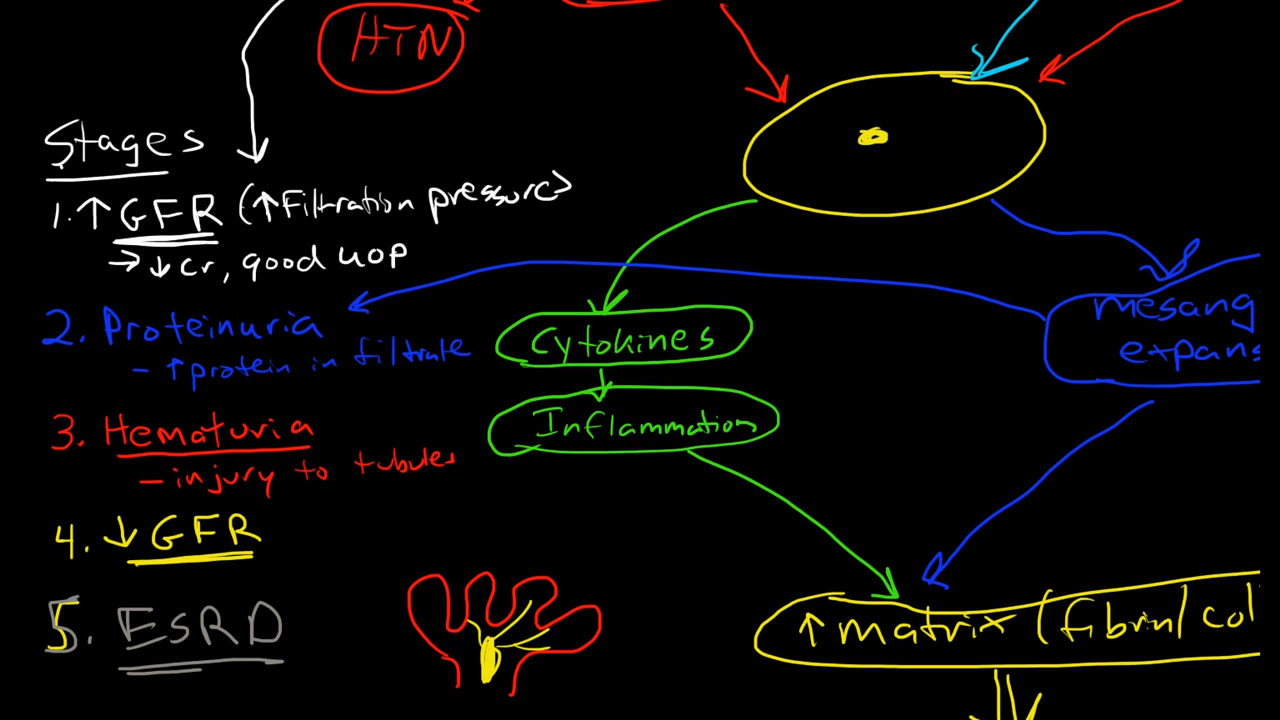 HTN
Stages
1. ↑ GFR (↑ Filtration pressure)
→ ↓ cr, good uop
2. Proteinuria
- ↑ protein in filtrate
3. Hematuria
- injury to tubules
4. ↓ GFR
5. ESRD
Cytokines
Inflammation
mesang
expans
↑ matrix (fibrin/col